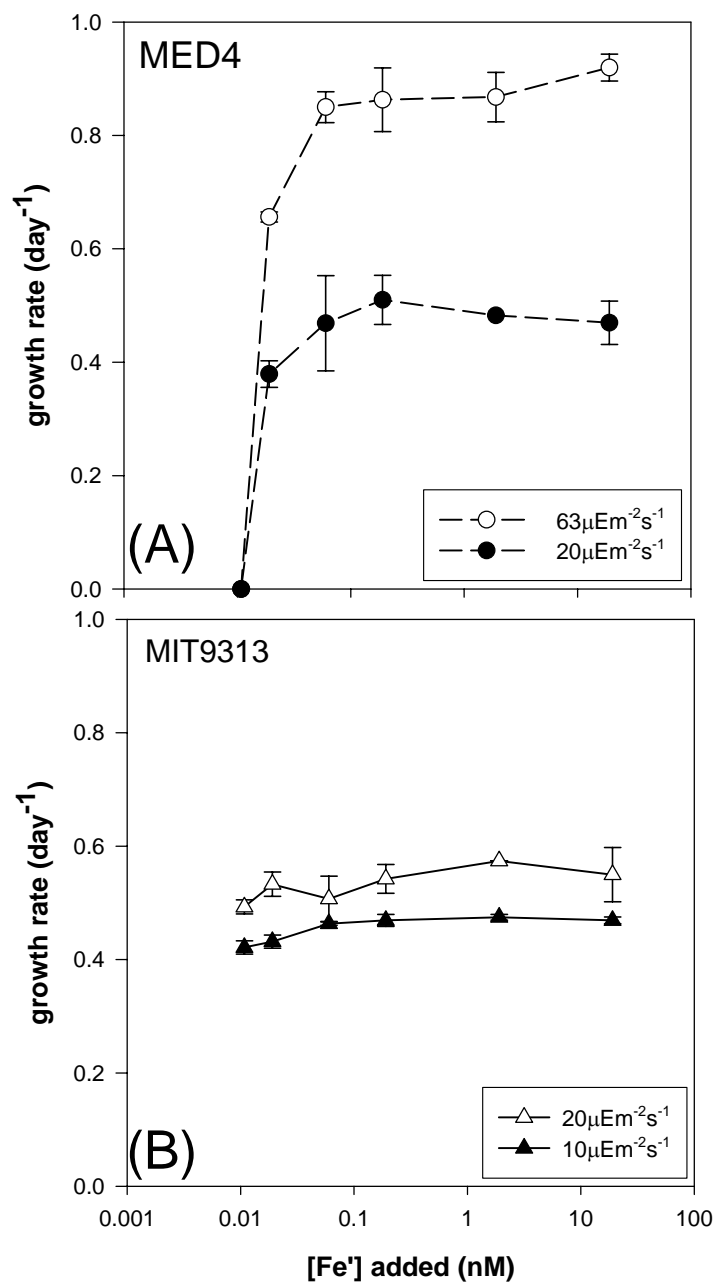 MED4
1.0
0.8
0.6
0.4
0.2
0.0
growth rate (day⁻¹)
(A)
63μEm⁻²s⁻¹
20μEm⁻²s⁻¹
MIT9313
1.0
0.8
0.6
0.4
0.2
0.0
growth rate (day⁻¹)
(B)
20μEm⁻²s⁻¹
10μEm⁻²s⁻¹
0.001 0.01 0.1 1 10 100
[Fe'] added (nM)